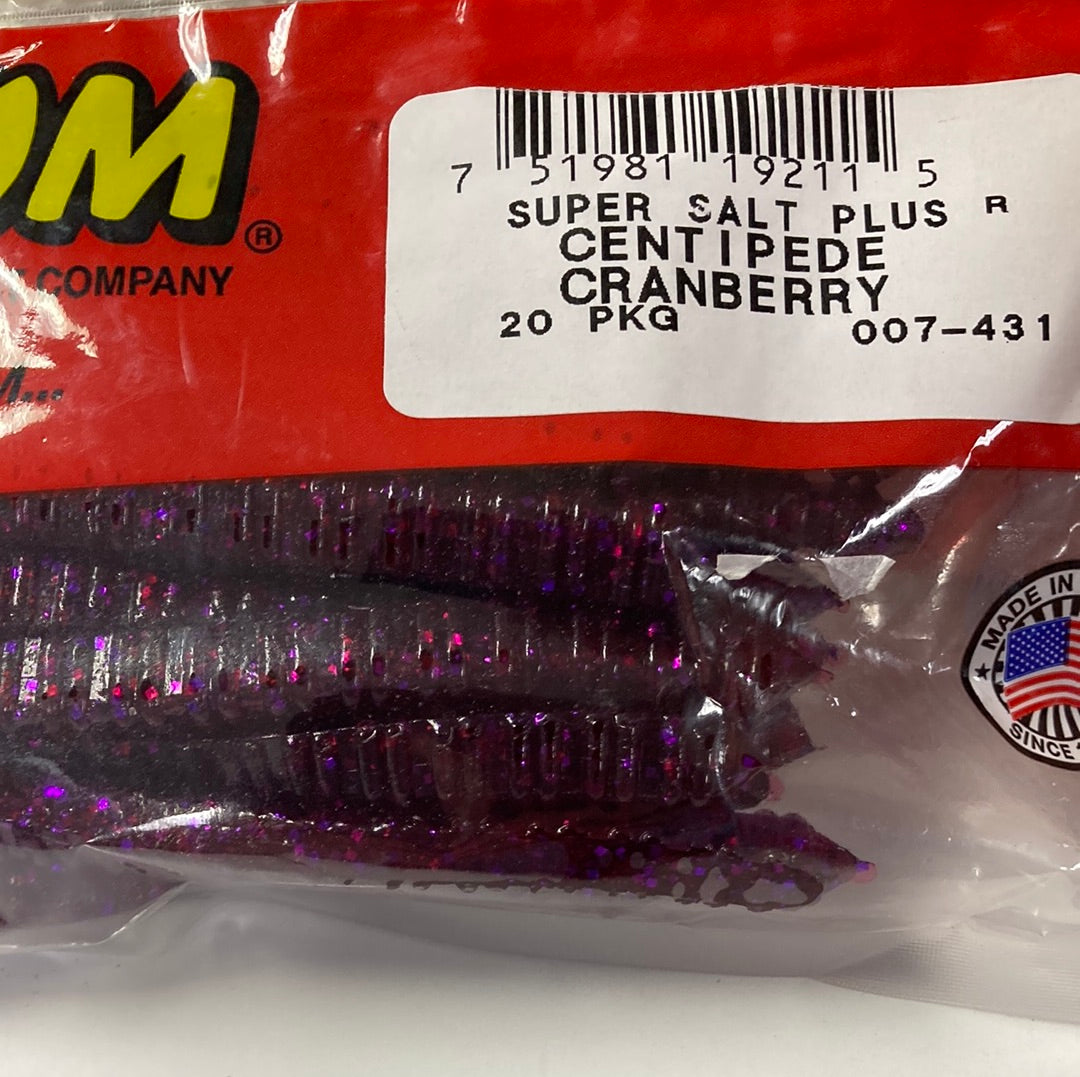 OM®
COMPANY
7 51981 19211 5
SUPER SALT PLUS R
CENTIPEDE
CRANBERRY
20 PKG 007-431
MADE IN
SINCE